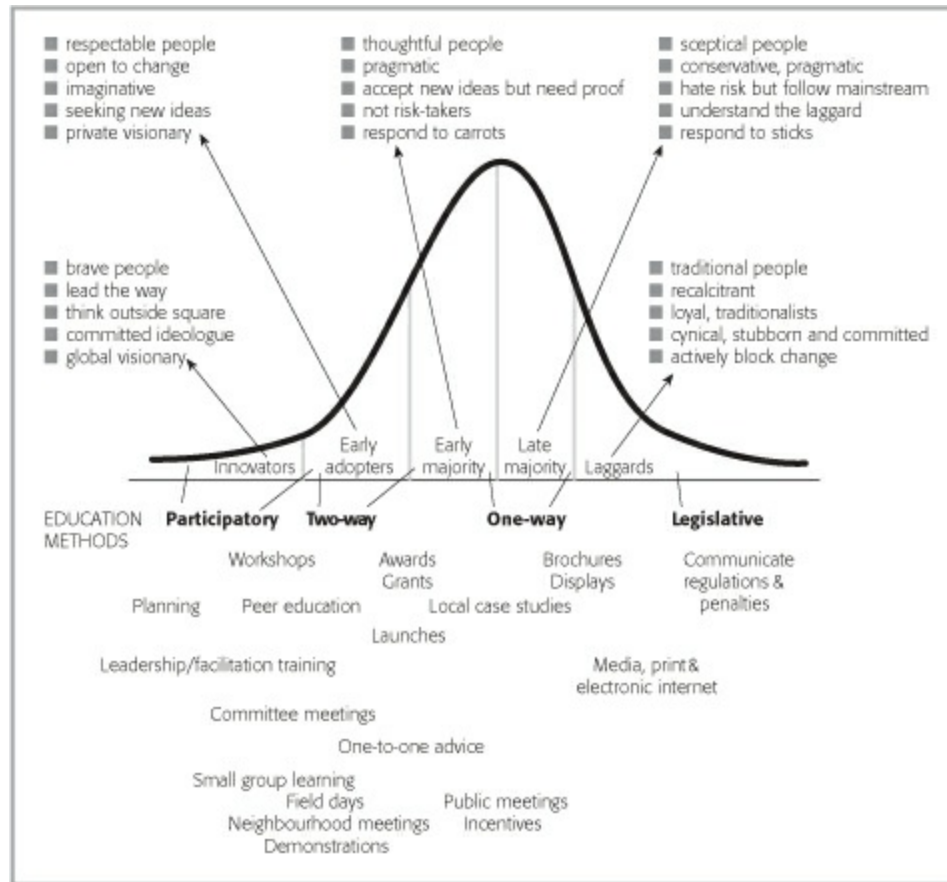 respectable people
open to change
imaginative
seeking new ideas
private visionary
thoughtful people
pragmatic
accept new ideas but need proof
not risk-takers
respond to carrots
sceptical people
conservative, pragmatic
hate risk but follow mainstream
understand the laggard
respond to sticks
brave people
lead the way
think outside square
committed ideologue
global visionary
traditional people
recalcitrant
loyal, traditionalists
cynical, stubborn and committed
actively block change
Innovators
Early
adopters
Early
majority
Late
majority
Laggards
EDUCATION
METHODS
Participatory
Two-way
One-way
Legislative
Workshops
Awards
Grants
Brochures
Displays
Communicate
regulations &
penalties
Planning
Peer education
Local case studies
Launches
Leadership/facilitation training
Media, print &
electronic internet
Committee meetings
One-to-one advice
Small group learning
Field days
Neighbourhood meetings
Demonstrations
Public meetings
Incentives